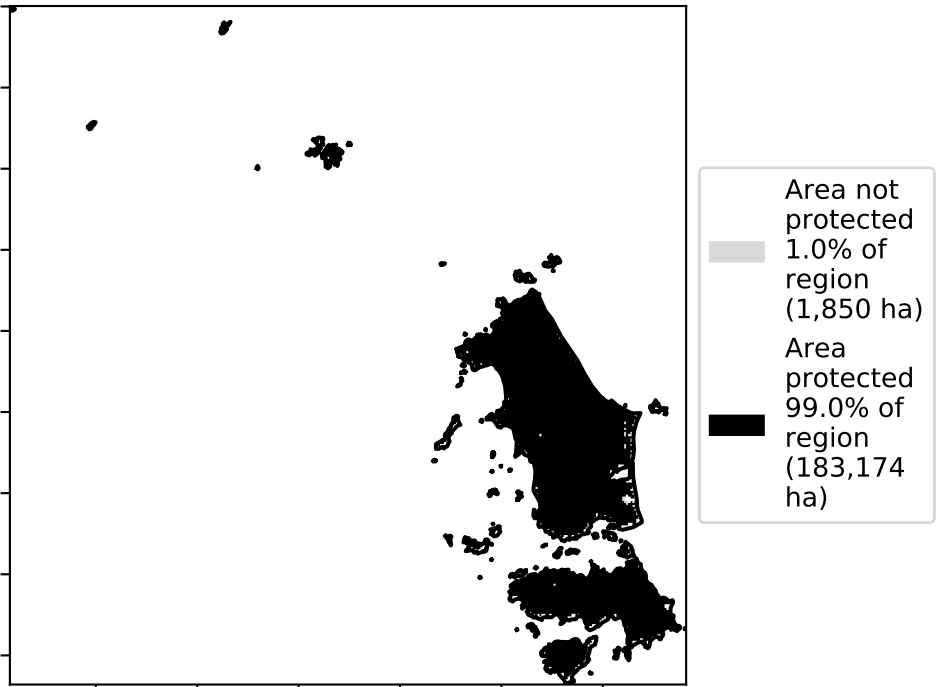 Area not
protected
1.0% of
region
(1,850 ha)
Area
protected
99.0% of
region
(183,174
ha)